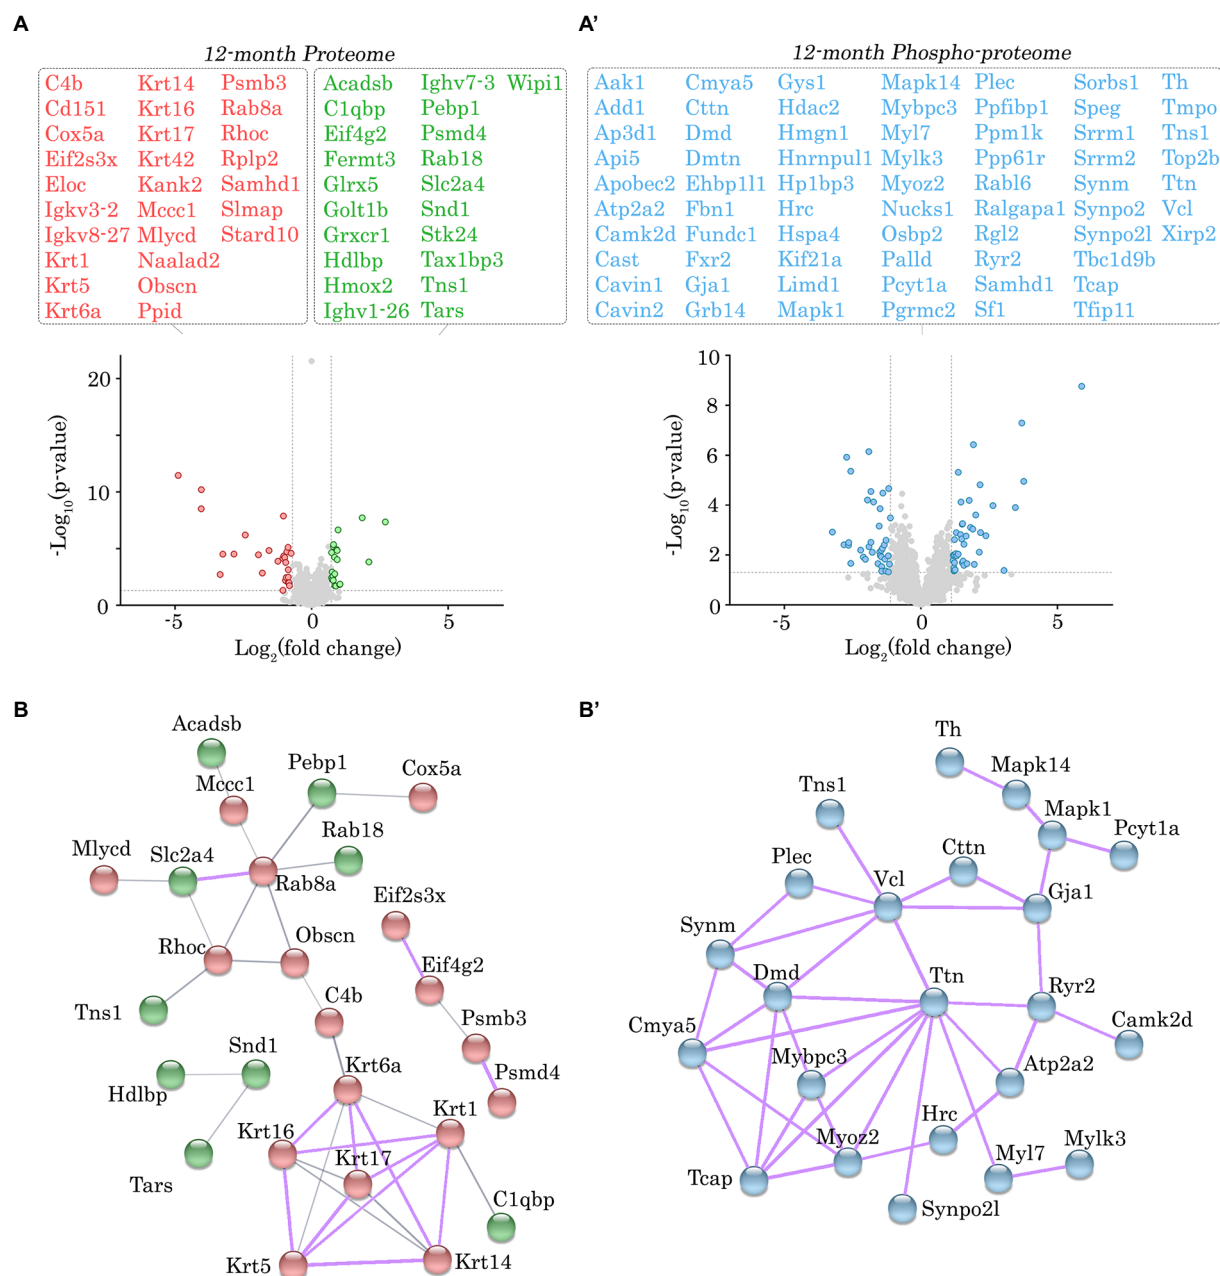 A
A’
12-month Proteome
12-month Phospho-proteome
C4b Krt14 Psmb3
Cd151 Krt16 Rab8a
Cox5a Krt17 Rhoc
Eif2s3x Krt42 Rplp2
Eloc Kank2 Samhd1
Igkv3-2 Mccc1 Slmap
Igkv8-27 Mlycd Stard10
Krt1 Naalad2
Krt5 Obscn
Krt6a Ppid
Acadsb Ighv7-3 Wipi1
C1qbp Pebp1
Eif4g2 Psmd4
Fermt3 Rab18
Glrx5 Slc2a4
Golt1b Snd1
Grxcr1 Stk24
Hdlbp Tax1bp3
Hmox2 Tns1
Ighv1-26 Tars
Aak1 Cmya5 Gys1 Mapk14 Plec Sorbs1 Th
Add1 Cttn Hdac2 Mybpc3 Ppfibp1 Speg Tmpo
Ap3d1 Dmd Hmgn1 Myl7 Ppm1k Srrm1 Tns1
Api5 Dmtn Hnrnpul1 Mylk3 Ppp61r Srrm2 Top2b
Apobec2 Ehbp1l1 Hp1bp3 Myoz2 Rabl6 Synm Ttn
Atp2a2 Fbn1 Hrc Nucks1 Ralgapa1 Synpo2 Vcl
Camk2d Fundc1 Hspa4 Osbp2 Rgl2 Synpo2l Xirp2
Cast Fxr2 Kif21a Palld Ryr2 Tbc1d9b
Cavin1 Gja1 Limd1 Pcyt1a Samhd1 Tcap
Cavin2 Grb14 Mapk1 Pgrmc2 Sf1 Tfip11
20
10
0
-5 0 5
-Log10(p-value)
Log2(fold change)
10
8
6
4
2
0
-5 0 5
-Log10(p-value)
Log2(fold change)
B
Acadsb
Mccc1
Pebp1
Cox5a
Rab18
Mlycd
Slc2a4
Rab8a
Eif2s3x
Rhoc
Obscn
Eif4g2
Tns1
C4b
Psmb3
Snd1
Hdlbp
Psmd4
Krt6a
Krt1
Krt16
Krt17
Tars
C1qbp
Krt5
Krt14
B’
Th
Mapk14
Tns1
Mapk1
Pcyt1a
Plec
Vcl
Cttn
Gja1
Synm
Dmd
Ttn
Ryr2
Cmya5
Camk2d
Mybpc3
Atp2a2
Hrc
Myoz2
Myl7
Mylk3
Tcap
Synpo2l